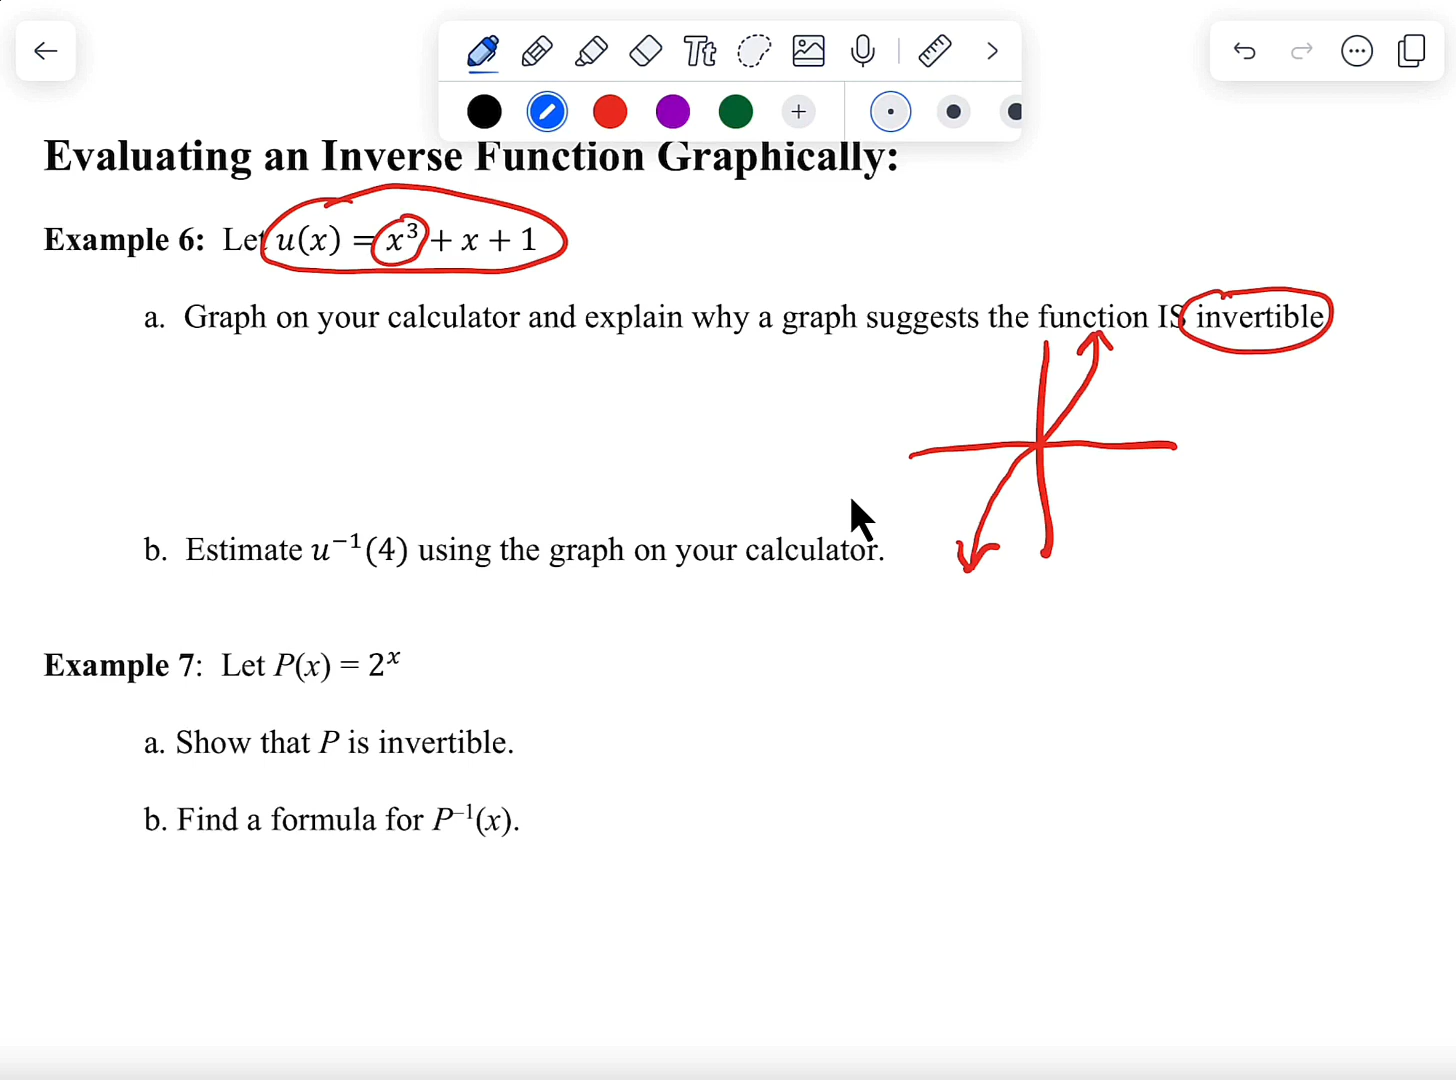 Tt
Evaluating an Inverse Function Graphically:
Example 6: Let u(x) = x³ + x + 1
a. Graph on your calculator and explain why a graph suggests the function IS invertible
b. Estimate u⁻¹(4) using the graph on your calculator.
Example 7: Let P(x) = 2ˣ
a. Show that P is invertible.
b. Find a formula for P⁻¹(x).